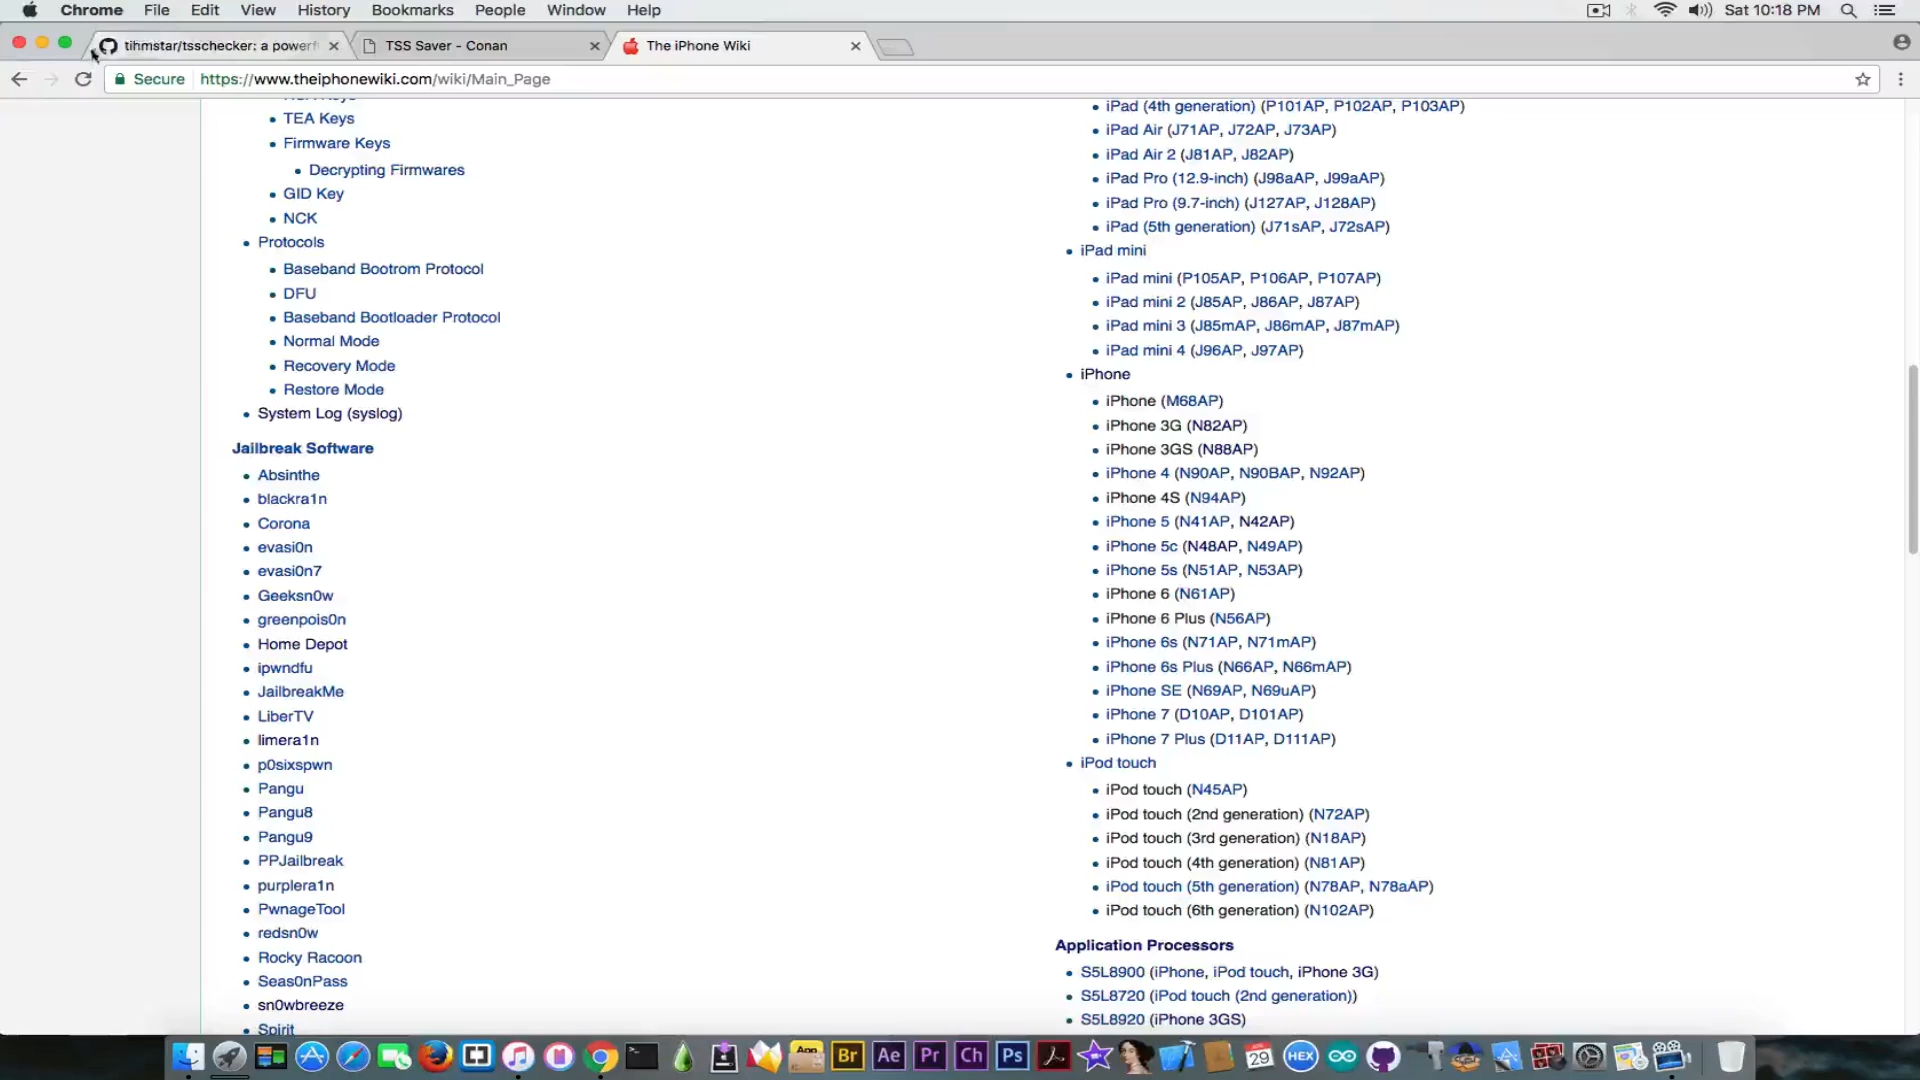 Chrome File Edit View History Bookmarks People Window Help Sat 10:18 PM
tihmstar/tsschecker: a powerf TSS Saver - Conan The iPhone Wiki
Secure https://www.theiphonewiki.com/wiki/Main_Page
TEA Keys
Firmware Keys
Decrypting Firmwares
GID Key
NCK
Protocols
Baseband Bootrom Protocol
DFU
Baseband Bootloader Protocol
Normal Mode
Recovery Mode
Restore Mode
System Log (syslog)
Jailbreak Software
Absinthe
blackra1n
Corona
evasi0n
evasi0n7
Geeksn0w
greenpois0n
Home Depot
ipwndfu
JailbreakMe
LiberTV
limera1n
p0sixspwn
Pangu
Pangu8
Pangu9
PPJailbreak
purplera1n
PwnageTool
redsn0w
Rocky Racoon
Seas0nPass
sn0wbreeze
Spirit
iPad (4th generation) (P101AP, P102AP, P103AP)
iPad Air (J71AP, J72AP, J73AP)
iPad Air 2 (J81AP, J82AP)
iPad Pro (12.9-inch) (J98aAP, J99aAP)
iPad Pro (9.7-inch) (J127AP, J128AP)
iPad (5th generation) (J71sAP, J72sAP)
iPad mini
iPad mini (P105AP, P106AP, P107AP)
iPad mini 2 (J85AP, J86AP, J87AP)
iPad mini 3 (J85mAP, J86mAP, J87mAP)
iPad mini 4 (J96AP, J97AP)
iPhone
iPhone (M68AP)
iPhone 3G (N82AP)
iPhone 3GS (N88AP)
iPhone 4 (N90AP, N90BAP, N92AP)
iPhone 4S (N94AP)
iPhone 5 (N41AP, N42AP)
iPhone 5c (N48AP, N49AP)
iPhone 5s (N51AP, N53AP)
iPhone 6 (N61AP)
iPhone 6 Plus (N56AP)
iPhone 6s (N71AP, N71mAP)
iPhone 6s Plus (N66AP, N66mAP)
iPhone SE (N69AP, N69uAP)
iPhone 7 (D10AP, D101AP)
iPhone 7 Plus (D11AP, D111AP)
iPod touch
iPod touch (N45AP)
iPod touch (2nd generation) (N72AP)
iPod touch (3rd generation) (N18AP)
iPod touch (4th generation) (N81AP)
iPod touch (5th generation) (N78AP, N78aAP)
iPod touch (6th generation) (N102AP)
Application Processors
S5L8900 (iPhone, iPod touch, iPhone 3G)
S5L8720 (iPod touch (2nd generation))
S5L8920 (iPhone 3GS)
Br Ae Pr Ch Ps 29 HEX